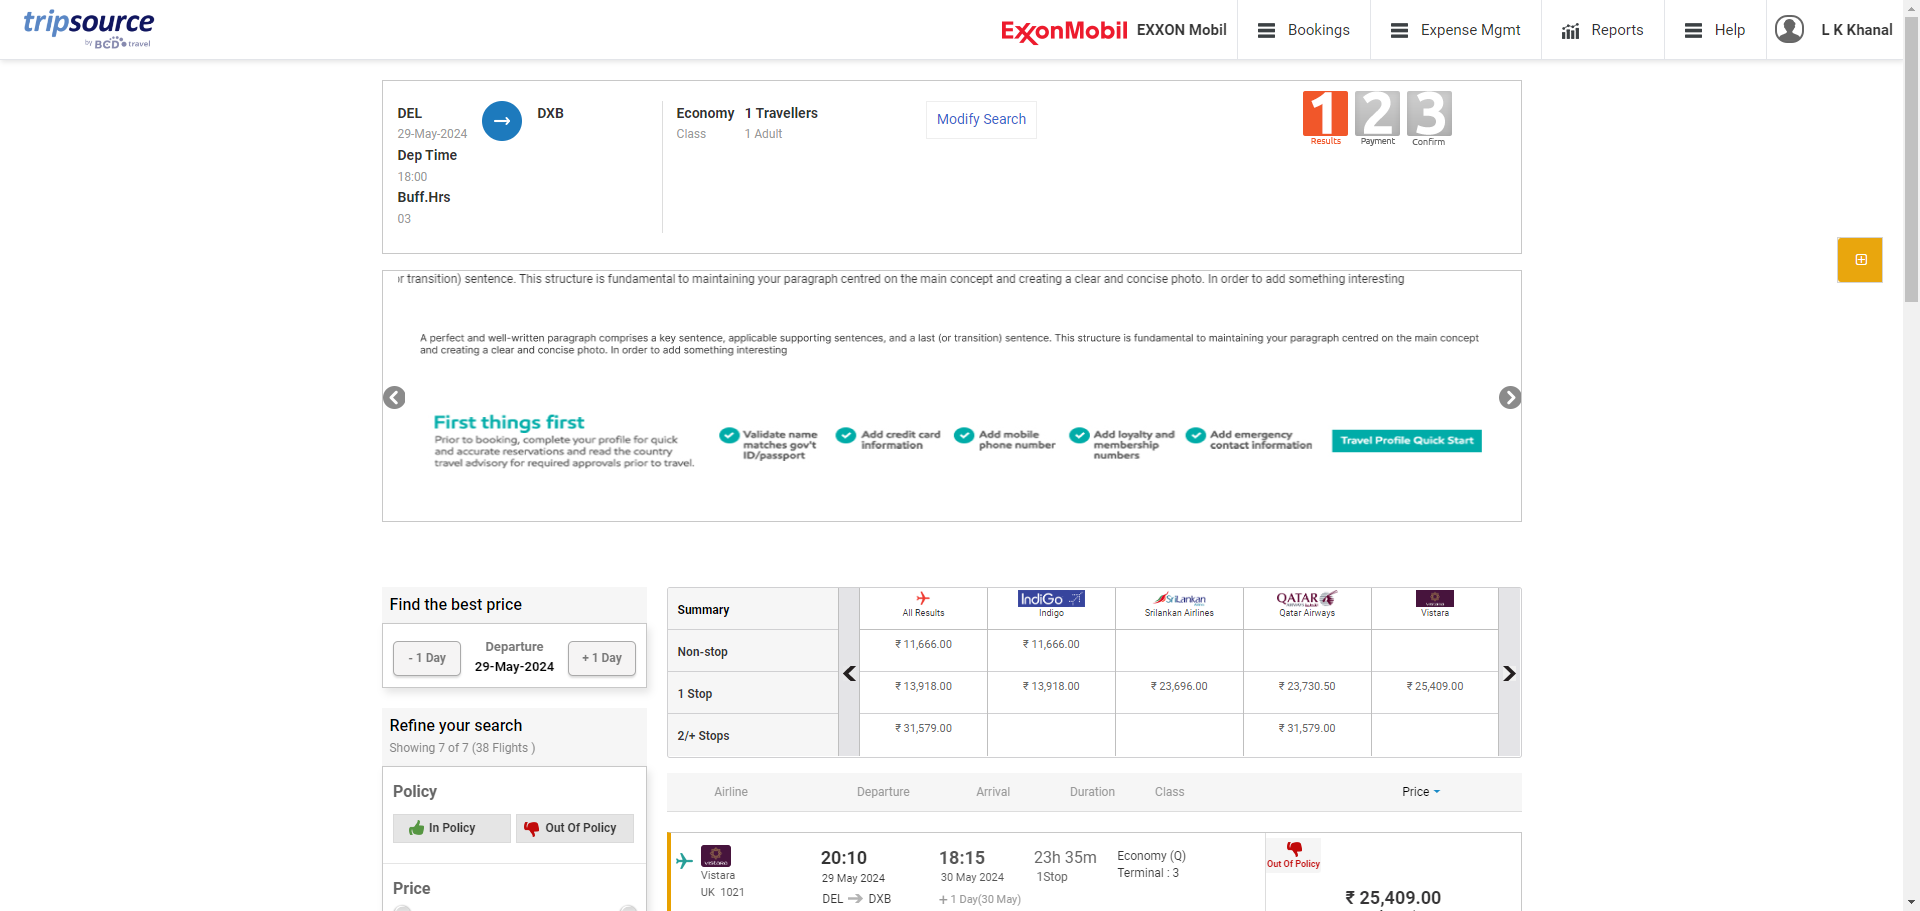 tripsource
by BCD travel
ExxonMobil EXXON Mobil
Bookings
Expense Mgmt
Reports
Help
L K Khanal
DEL
29-May-2024
DXB
Dep Time
18:00
Buff.Hrs
03
Economy 1 Travellers
Class 1 Adult
Modify Search
1 2 3
Results Payment Confirm
r transition) sentence. This structure is fundamental to maintaining your paragraph centred on the main concept and creating a clear and concise photo. In order to add something interesting
A perfect and well-written paragraph comprises a key sentence, applicable supporting sentences, and a last (or transition) sentence. This structure is fundamental to maintaining your paragraph centred on the main concept
and creating a clear and concise photo. In order to add something interesting
First things first
Prior to booking, complete your profile for quick
and accurate reservations and read the country
travel advisory for required approvals prior to travel.
Validate name
matches gov't
ID/passport
Add credit card
information
Add mobile
phone number
Add loyalty and
membership
numbers
Add emergency
contact information
Travel Profile Quick Start
Find the best price
- 1 Day
Departure
29-May-2024
+ 1 Day
Refine your search
Showing 7 of 7 (38 Flights )
Policy
In Policy
Out Of Policy
Price
Summary
All Results
IndiGo
Indigo
SriLankan
Srilankan Airlines
QATAR
Qatar Airways
VISTARA
Vistara
Non-stop ₹ 11,666.00 ₹ 11,666.00
1 Stop ₹ 13,918.00 ₹ 13,918.00 ₹ 23,696.00 ₹ 23,730.50 ₹ 25,409.00
2/+ Stops ₹ 31,579.00 ₹ 31,579.00
Airline Departure Arrival Duration Class Price
VISTARA
Vistara
UK 1021
20:10
29 May 2024
DEL DXB
18:15
30 May 2024
+ 1 Day(30 May)
23h 35m
1Stop
Economy (Q)
Terminal : 3
Out Of Policy
₹ 25,409.00